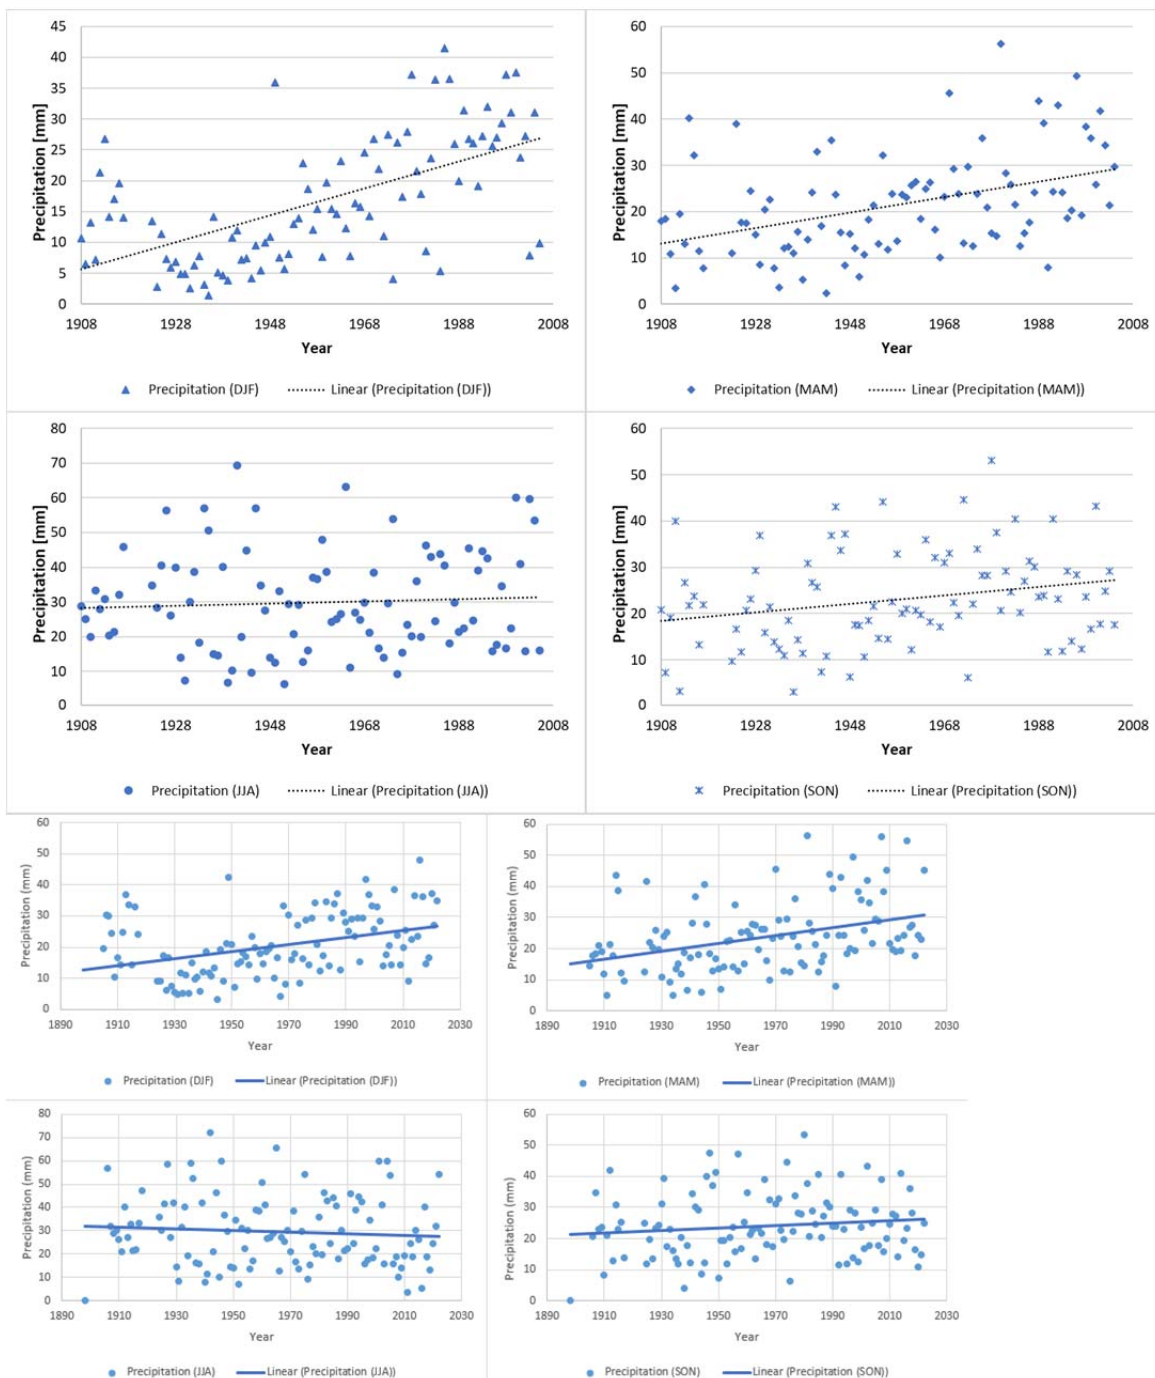 45
40
35
30
25
20
15
10
5
0
Precipitation [mm]
1908 1928 1948 1968 1988 2008
Year
Precipitation (DJF) Linear (Precipitation (DJF))
60
50
40
30
20
10
0
Precipitation [mm]
1908 1928 1948 1968 1988 2008
Year
Precipitation (MAM) Linear (Precipitation (MAM))
80
70
60
50
40
30
20
10
0
Precipitation [mm]
1908 1928 1948 1968 1988 2008
Year
Precipitation (JJA) Linear (Precipitation (JJA))
60
50
40
30
20
10
0
Precipitation [mm]
1908 1928 1948 1968 1988 2008
Year
Precipitation (SON) Linear (Precipitation (SON))
60
50
40
30
20
10
0
Precipitation (mm)
1890 1910 1930 1950 1970 1990 2010 2030
Year
Precipitation (DJF) Linear (Precipitation (DJF))
60
50
40
30
20
10
0
Precipitation (mm)
1890 1910 1930 1950 1970 1990 2010 2030
Year
Precipitation (MAM) Linear (Precipitation (MAM))
80
70
60
50
40
30
20
10
0
Precipitation (mm)
1890 1910 1930 1950 1970 1990 2010 2030
Year
Precipitation (JJA) Linear (Precipitation (JJA))
60
50
40
30
20
10
0
Precipitation (mm)
1890 1910 1930 1950 1970 1990 2010 2030
Year
Precipitation (SON) Linear (Precipitation (SON))